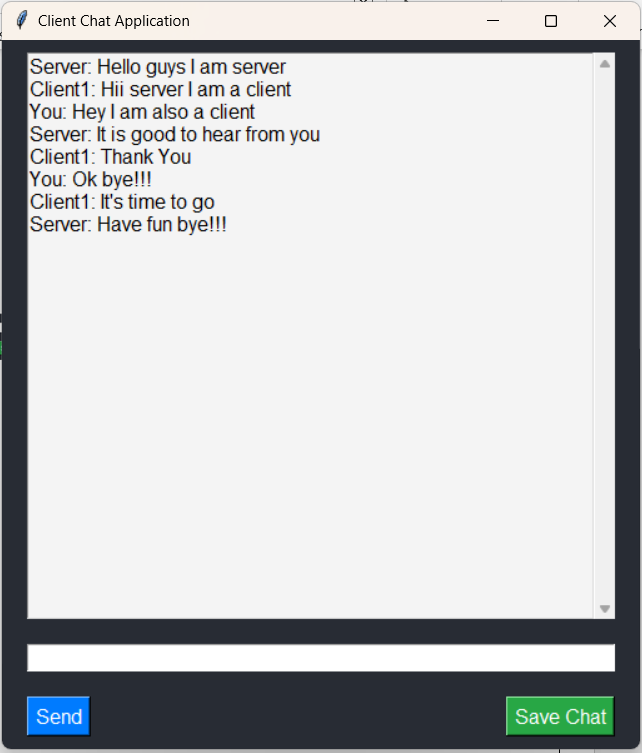 Client Chat Application
Server: Hello guys I am server
Client1: Hii server I am a client
You: Hey I am also a client
Server: It is good to hear from you
Client1: Thank You
You: Ok bye!!!
Client1: It's time to go
Server: Have fun bye!!!
Send
Save Chat